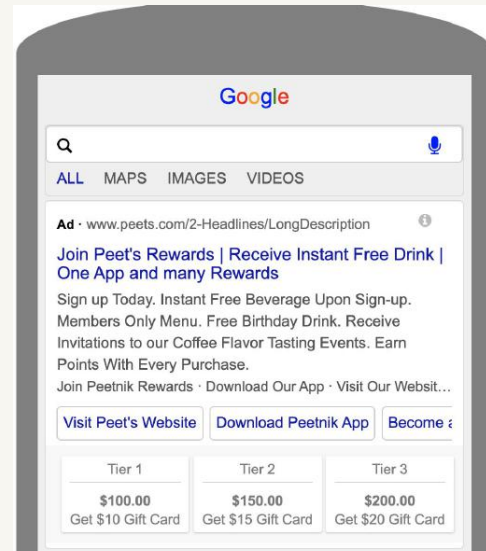 Google
ALL MAPS IMAGES VIDEOS
Ad · www.peets.com/2-Headlines/LongDescription
Join Peet's Rewards | Receive Instant Free Drink |
One App and many Rewards
Sign up Today. Instant Free Beverage Upon Sign-up.
Members Only Menu. Free Birthday Drink. Receive
Invitations to our Coffee Flavor Tasting Events. Earn
Points With Every Purchase.
Join Peetnik Rewards · Download Our App · Visit Our Websit...
Visit Peet's Website Download Peetnik App Become a
Tier 1 Tier 2 Tier 3
$100.00 $150.00 $200.00
Get $10 Gift Card Get $15 Gift Card Get $20 Gift Card